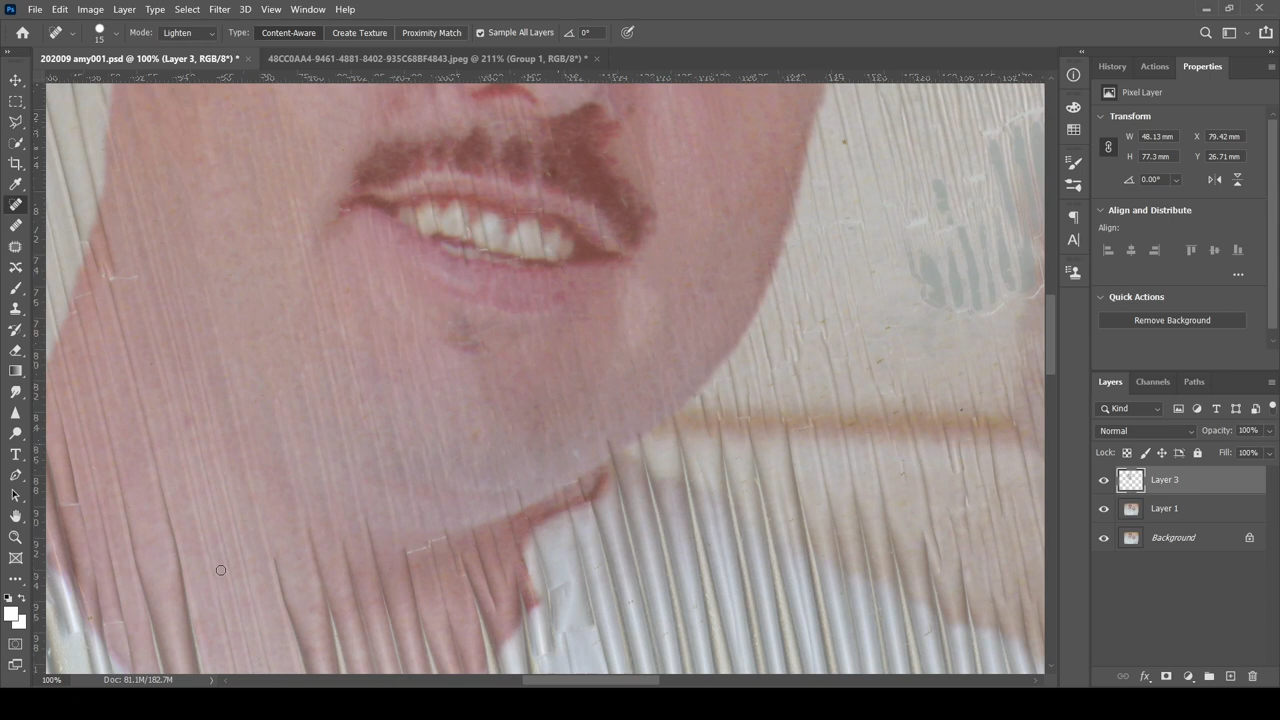 Ps File Edit Image Layer Type Select Filter 3D View Window Help
15 Mode: Lighten Type: Content-Aware Create Texture Proximity Match Sample All Layers 0°
202009 amy001.psd @ 100% (Layer 3, RGB/8*) * × 48CC0AA4-9461-4881-8402-935C68BF4843.jpeg @ 211% (Group 1, RGB/8*) * ×
History Actions Properties
Pixel Layer
Transform
W 48.13 mm X 79.42 mm
H 77.3 mm Y 26.71 mm
0.00°
Align and Distribute
Align:
Quick Actions
Remove Background
Layers Channels Paths
Kind
Normal Opacity: 100%
Lock: Fill: 100%
Layer 3
Layer 1
Background
100% Doc: 81.1M/182.7M